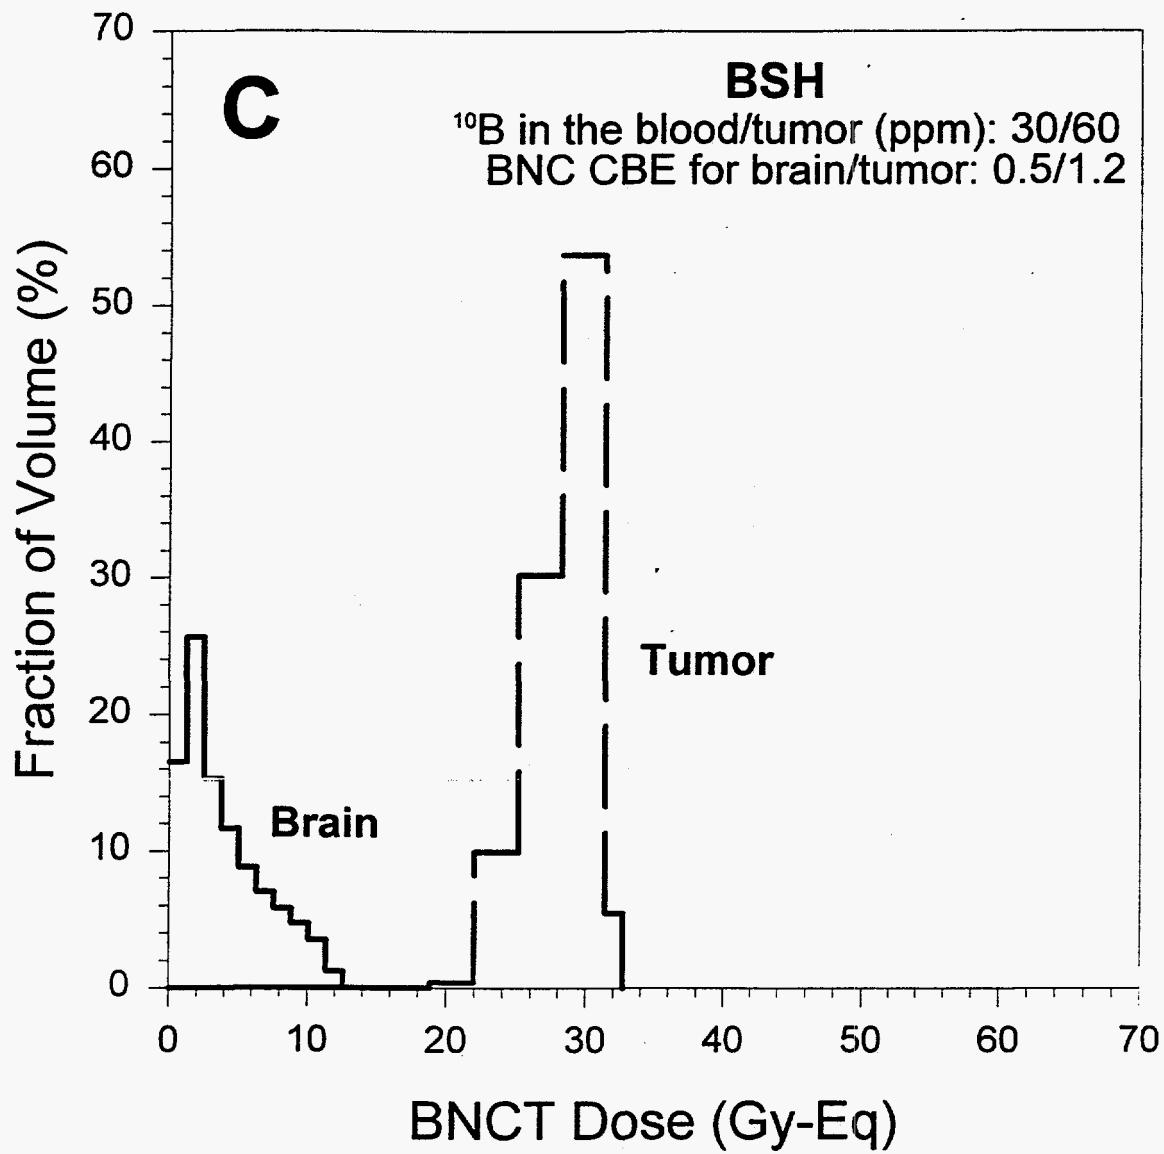 C
BSH
¹⁰B in the blood/tumor (ppm): 30/60
BNC CBE for brain/tumor: 0.5/1.2
Fraction of Volume (%)
70
60
50
40
30
20
10
0
Tumor
Brain
0 10 20 30 40 50 60 70
BNCT Dose (Gy-Eq)